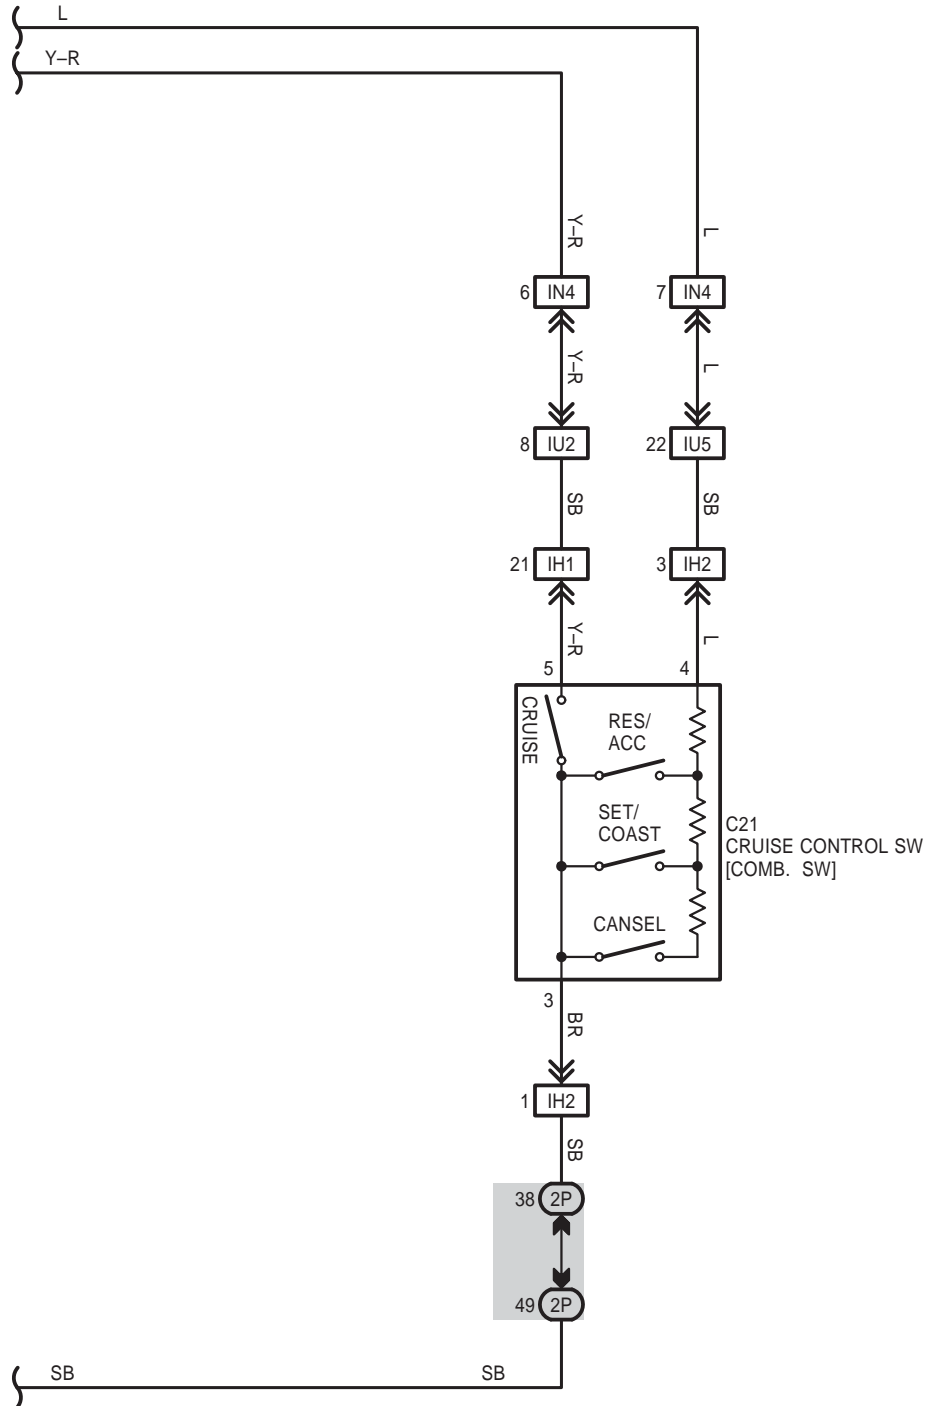 L
Y–R
Y–R
L
6 IN4
7 IN4
Y–R
L
8 IU2
22 IU5
SB
SB
21 IH1
3 IH2
Y–R
L
5
4
CRUISE
RES/
ACC
SET/
COAST
CANSEL
C21
CRUISE CONTROL SW
[COMB. SW]
3
BR
1 IH2
SB
38 2P
49 2P
SB
SB